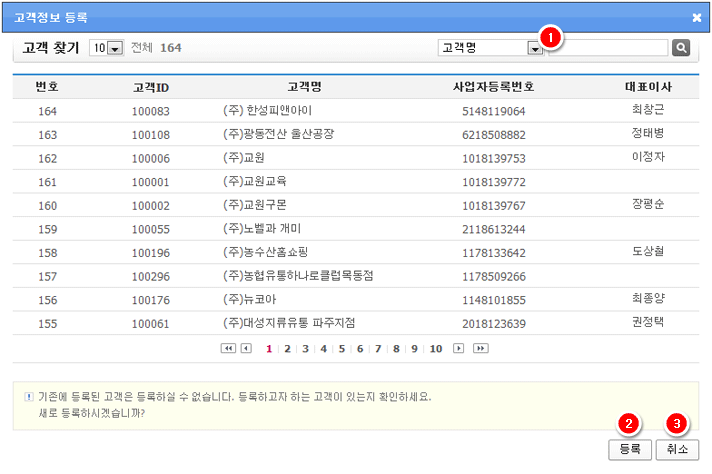 고객정보 등록
고객 찾기 10 전체 164 고객명 1
번호 고객ID 고객명 사업자등록번호 대표이사
164 100083 (주) 한성피앤아이 5148119064 최창근
163 100108 (주)광동전산 울산공장 6218508882 정태병
162 100006 (주)교원 1018139753 이정자
161 100001 (주)교원교육 1018139772
160 100002 (주)교원구몬 1018139767 장평순
159 100055 (주)노벨과 개미 2118613244
158 100196 (주)농수산홈쇼핑 1178133642 도상철
157 100296 (주)농협유통하나로클럽목동점 1178509266
156 100176 (주)뉴코아 1148101855 최종양
155 100061 (주)대성지류유통 파주지점 2018123639 권정택
1 2 3 4 5 6 7 8 9 10
기존에 등록된 고객은 등록하실 수 없습니다. 등록하고자 하는 고객이 있는지 확인하세요.
새로 등록하시겠습니까?
2 3
등록 취소